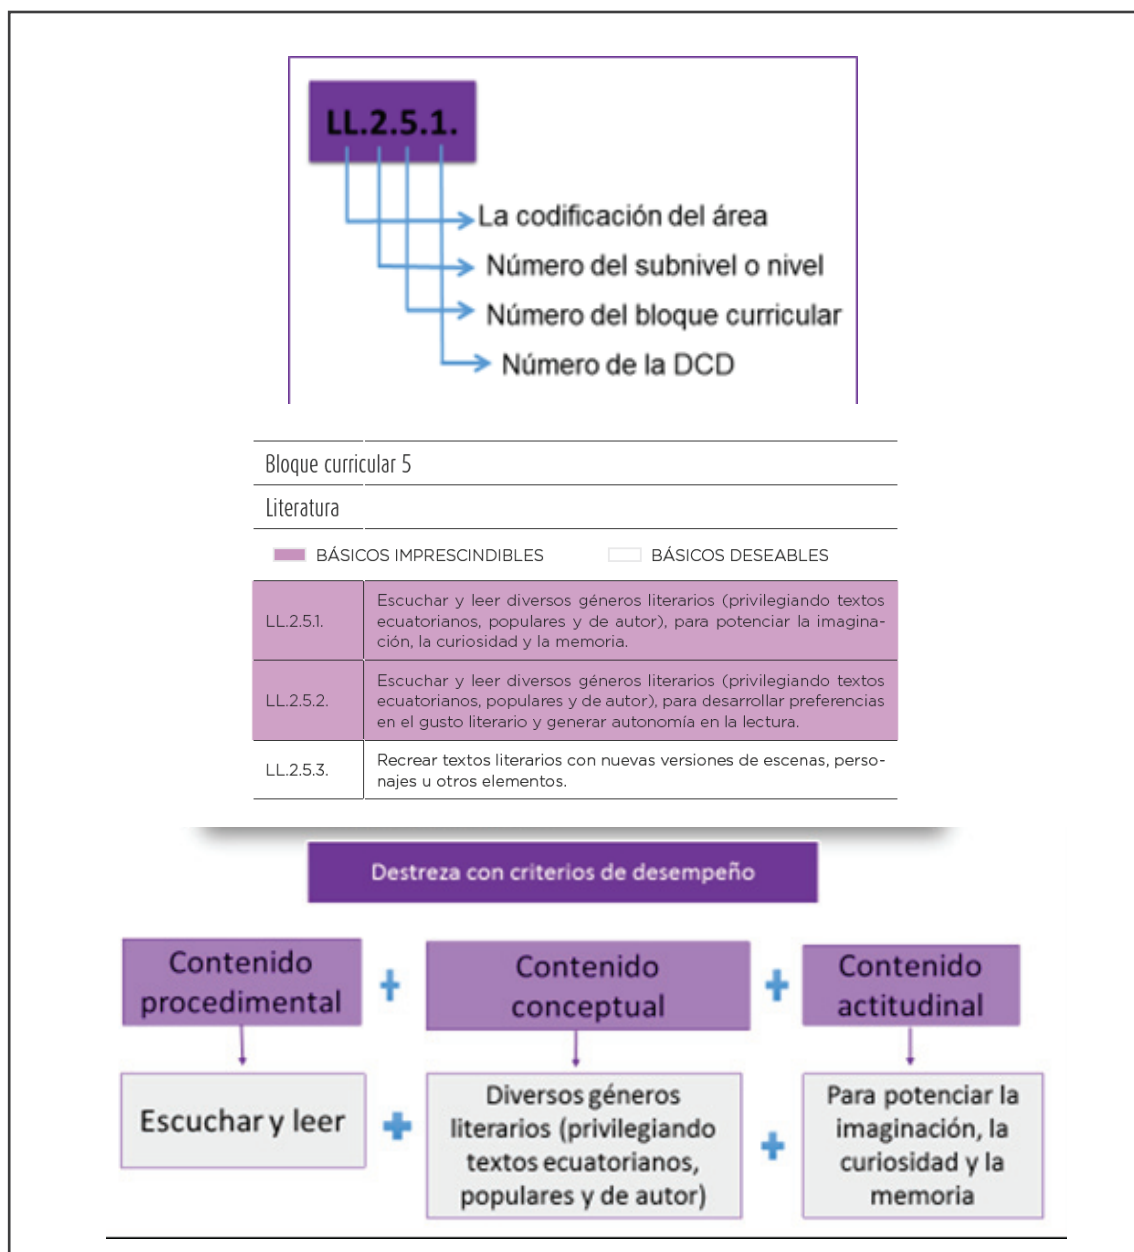 LL.2.5.1.
La codificación del área
Número del subnivel o nivel
Número del bloque curricular
Número de la DCD
Bloque curricular 5
Literatura
BÁSICOS IMPRESCINDIBLES
BÁSICOS DESEABLES
LL.2.5.1.
Escuchar y leer diversos géneros literarios (privilegiando textos
ecuatorianos, populares y de autor), para potenciar la imagina-
ción, la curiosidad y la memoria.
LL.2.5.2.
Escuchar y leer diversos géneros literarios (privilegiando textos
ecuatorianos, populares y de autor), para desarrollar preferencias
en el gusto literario y generar autonomía en la lectura.
LL.2.5.3.
Recrear textos literarios con nuevas versiones de escenas, perso-
najes u otros elementos.
Destreza con criterios de desempeño
Contenido
procedimental
+
Contenido
conceptual
+
Contenido
actitudinal
Escuchar y leer
+
Diversos géneros
literarios (privilegiando
textos ecuatorianos,
populares y de autor)
+
Para potenciar la
imaginación, la
curiosidad y la
memoria